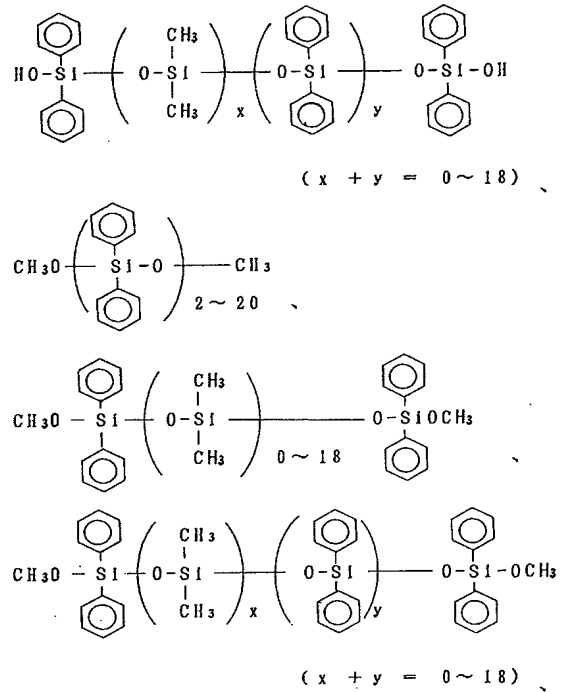 CH₃
HO-Si-(O-Si)x-(O-Si)y-O-Si-OH
CH₃
(x + y = 0～18)、
CH₃O-(Si-O)-CH₃
2～20、
CH₃
CH₃O-Si-(O-Si)-O-SiOCH₃
CH₃ 0～18、
CH₃
CH₃O-Si-(O-Si)x-(O-Si)y-O-Si-OCH₃
CH₃
(x + y = 0～18)、